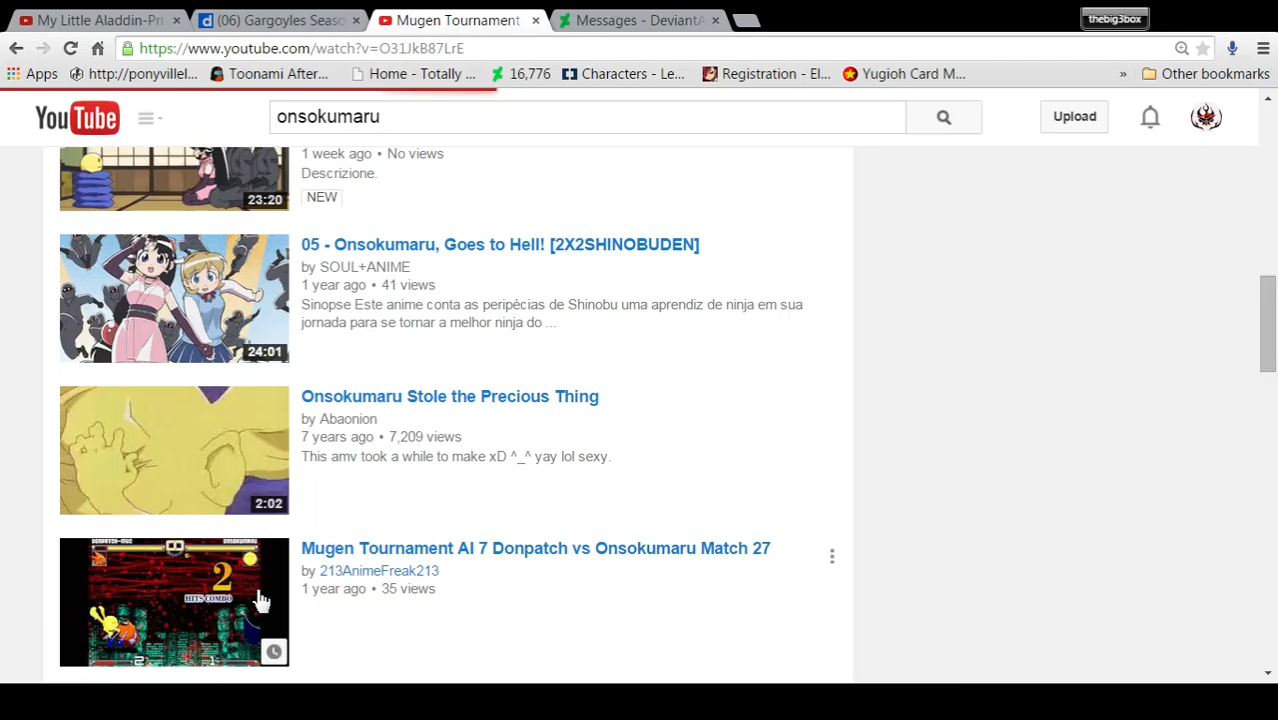 My Little Aladdin-Pr
(06) Gargoyles Seaso
Mugen Tournament
Messages - DeviantA
thebig3box
https://www.youtube.com/watch?v=O31JkB87LrE
Apps
http://ponyvillel...
Toonami After...
Home - Totally ...
16,776
Characters - Le...
Registration - El...
Yugioh Card M...
»
Other bookmarks
YouTube
onsokumaru
Upload
1 week ago • No views
Descrizione.
NEW
23:20
05 - Onsokumaru, Goes to Hell! [2X2SHINOBUDEN]
by SOUL+ANIME
1 year ago • 41 views
Sinopse Este anime conta as peripécias de Shinobu uma aprendiz de ninja em sua
jornada para se tornar a melhor ninja do ...
24:01
Onsokumaru Stole the Precious Thing
by Abaonion
7 years ago • 7,209 views
This amv took a while to make xD ^_^ yay lol sexy.
2:02
Mugen Tournament AI 7 Donpatch vs Onsokumaru Match 27
by 213AnimeFreak213
1 year ago • 35 views
DONPATCH-MUC
ONSOKUMARU
2
HITS COMBO
2
1